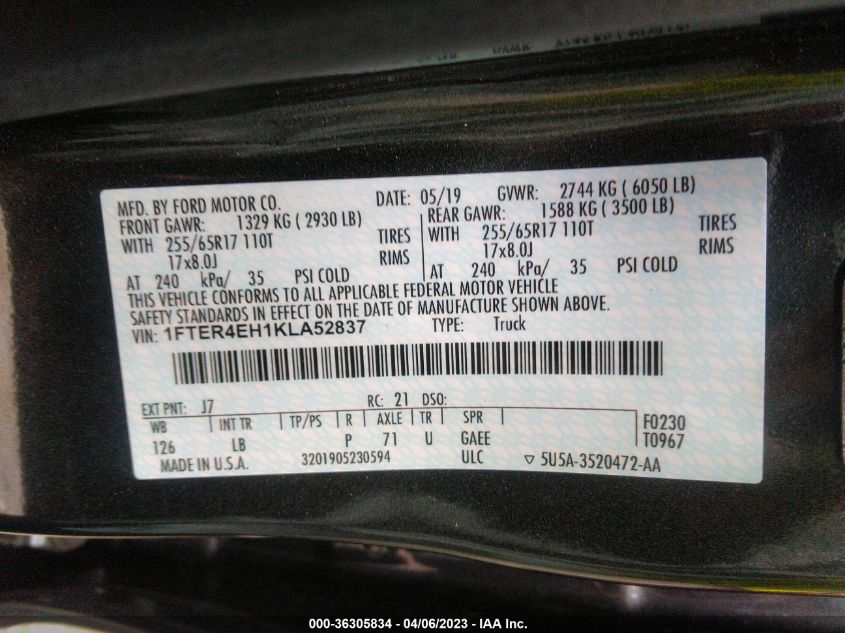 MFD. BY FORD MOTOR CO.
DATE: 05/19 GVWR: 2744 KG ( 6050 LB)
FRONT GAWR: 1329 KG ( 2930 LB)
WITH 255/65R17 110T TIRES
17x8.0J RIMS
AT 240 kPa/ 35 PSI COLD
REAR GAWR: 1588 KG ( 3500 LB)
WITH 255/65R17 110T TIRES
17x8.0J RIMS
AT 240 kPa/ 35 PSI COLD
THIS VEHICLE CONFORMS TO ALL APPLICABLE FEDERAL MOTOR VEHICLE
SAFETY STANDARDS IN EFFECT ON THE DATE OF MANUFACTURE SHOWN ABOVE.
VIN: 1FTER4EH1KLA52837 TYPE: Truck
EXT PNT: J7 RC: 21 DSO:
WB INT TR TP/PS R AXLE TR SPR
126 LB P 71 U GAEE
F0230
T0967
MADE IN U.S.A. 3201905230594 ULC ▽ 5U5A-3520472-AA
000-36305834 - 04/06/2023 - IAA Inc.